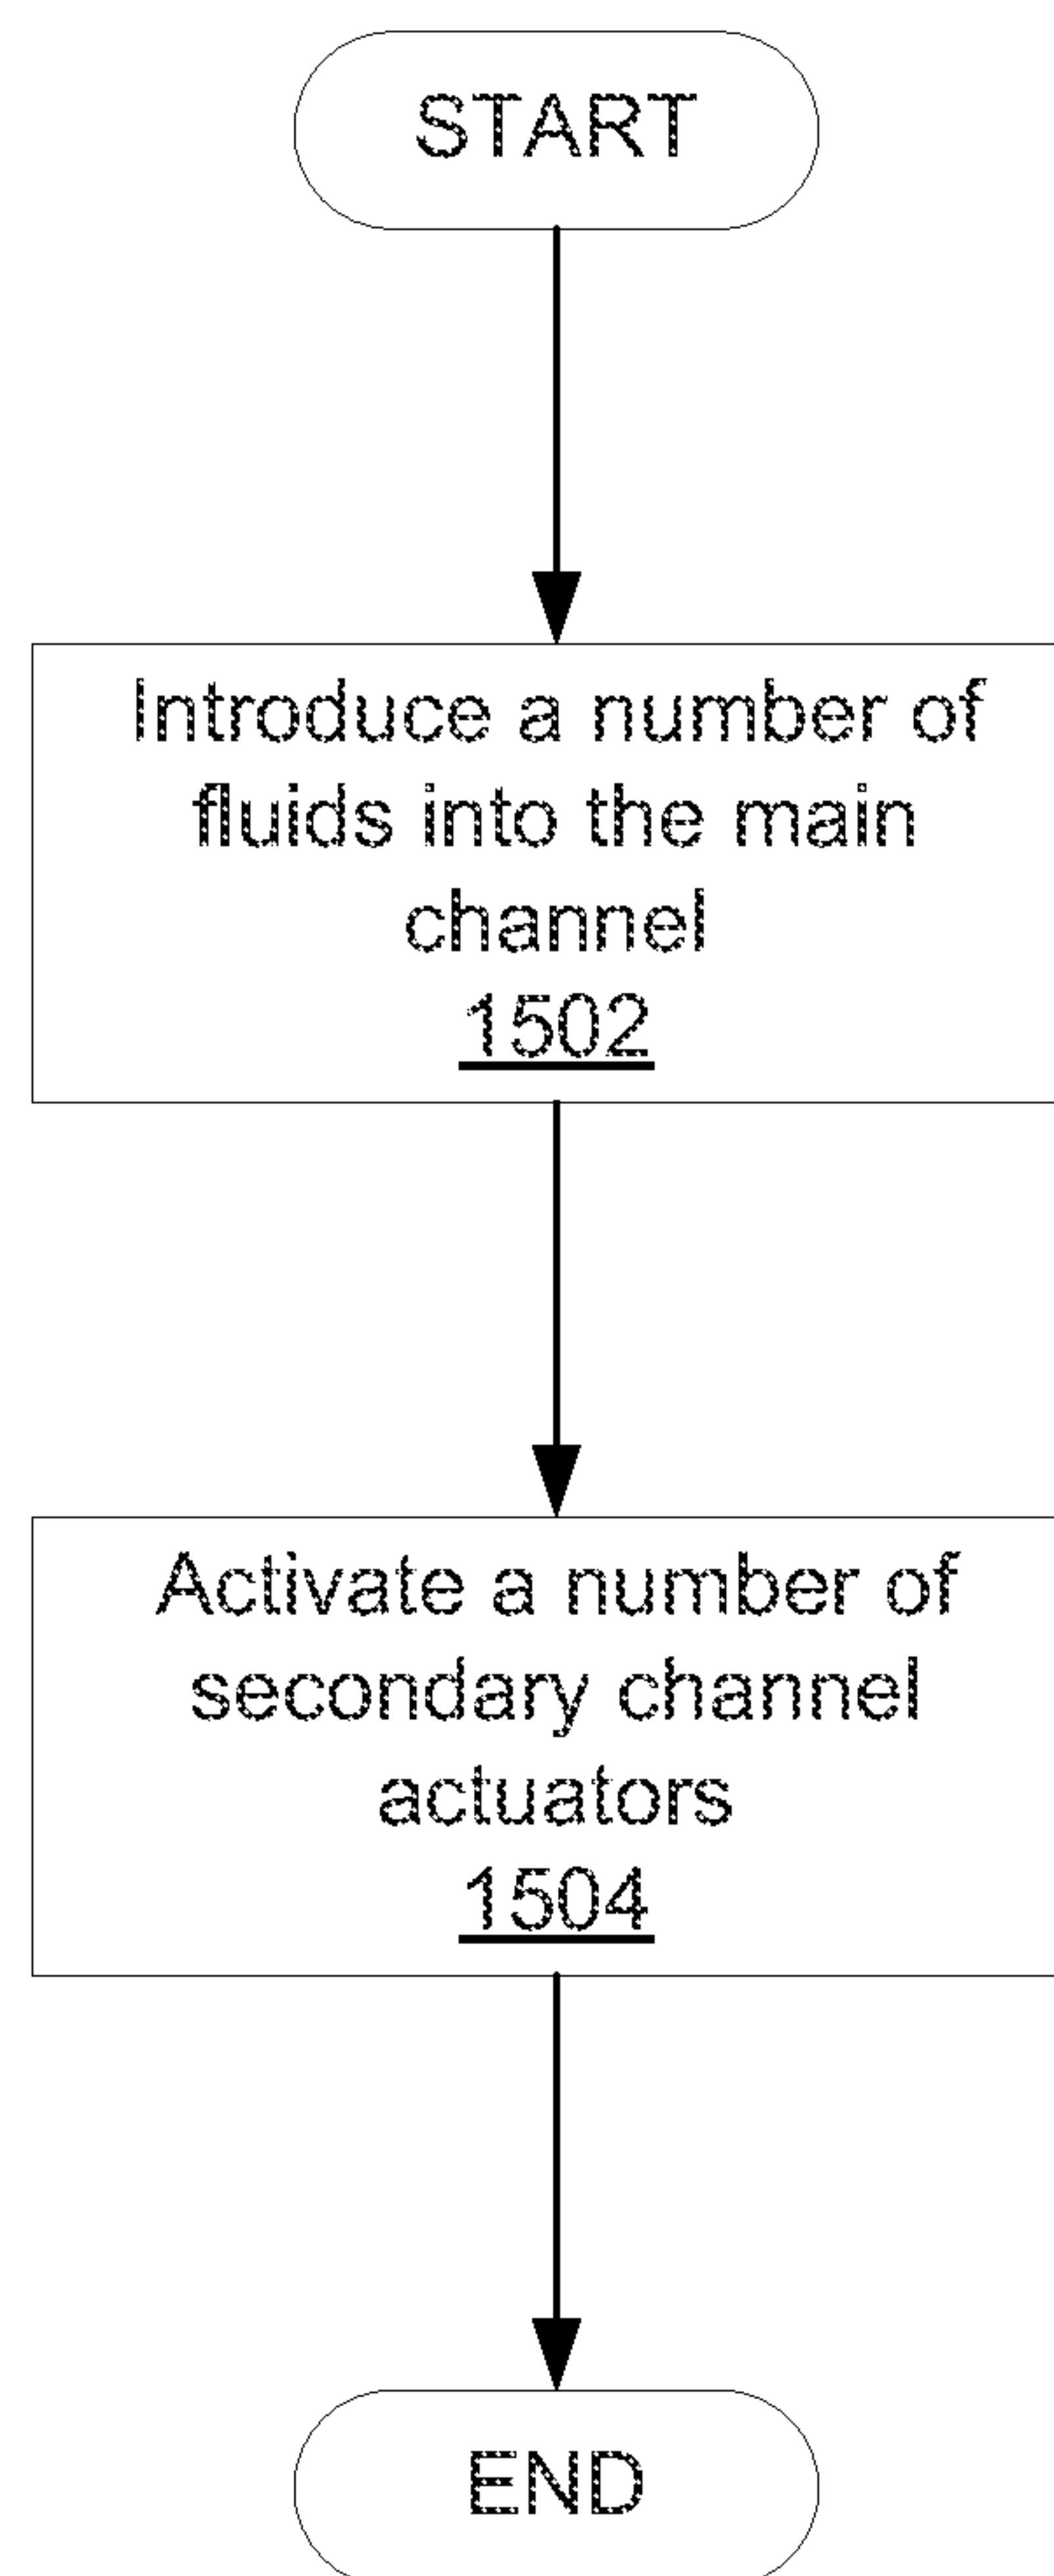 START
Introduce a number of
fluids into the main
channel
1502
Activate a number of
secondary channel
actuators
1504
END